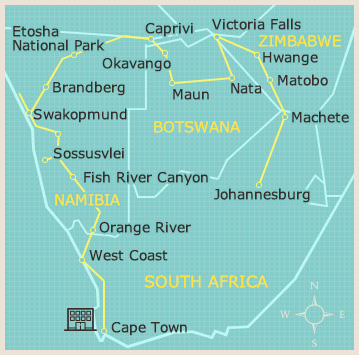 Victoria Falls
Etosha
National Park
Caprivi
ZIMBABWE
Hwange
Okavango
Matobo
Brandberg
Maun
Nata
Swakopmund
BOTSWANA
Machete
Sossusvlei
Fish River Canyon
Johannesburg
NAMIBIA
Orange River
West Coast
SOUTH AFRICA
N
W
E
S
Cape Town